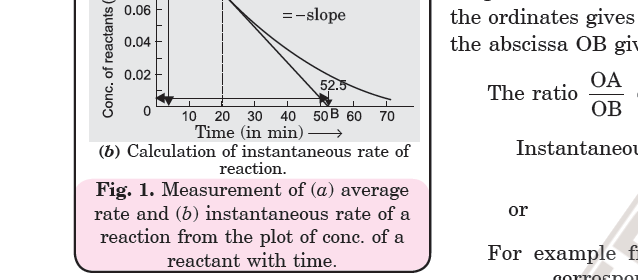 0.06
0.04
0.02
0
Conc. of reactants (
=−slope
52.5
10 20 30 40 50 B 60 70
Time (in min)
(b) Calculation of instantaneous rate of
reaction.
Fig. 1. Measurement of (a) average
rate and (b) instantaneous rate of a
reaction from the plot of conc. of a
reactant with time.
the ordinates gives
the abscissa OB giv
The ratio OA
OB
Instantaneou
or
For example f
correspon